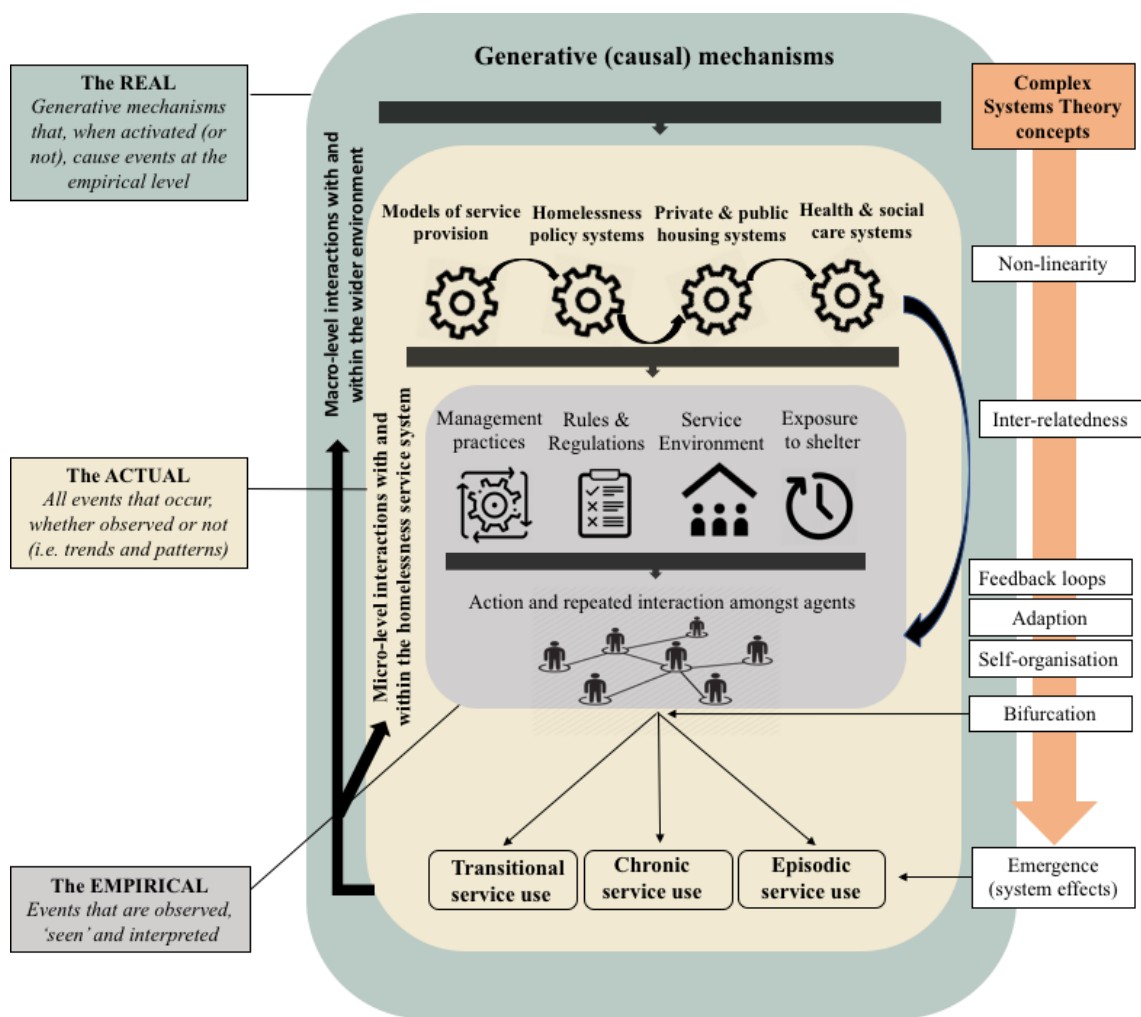 Generative (causal) mechanisms
The REAL
Generative mechanisms
that, when activated (or
not), cause events at the
empirical level
Complex
Systems Theory
concepts
Macro-level interactions with and
within the wider environment
Models of service
provision
Homelessness
policy systems
Private & public
housing systems
Health & social
care systems
Non-linearity
Management
practices
Rules &
Regulations
Service
Environment
Exposure
to shelter
Inter-relatedness
The ACTUAL
All events that occur,
whether observed or not
(i.e. trends and patterns)
Micro-level interactions with and
within the homelessness service system
Action and repeated interaction amongst agents
Feedback loops
Adaption
Self-organisation
Bifurcation
The EMPIRICAL
Events that are observed,
‘seen’ and interpreted
Transitional
service use
Chronic
service use
Episodic
service use
Emergence
(system effects)